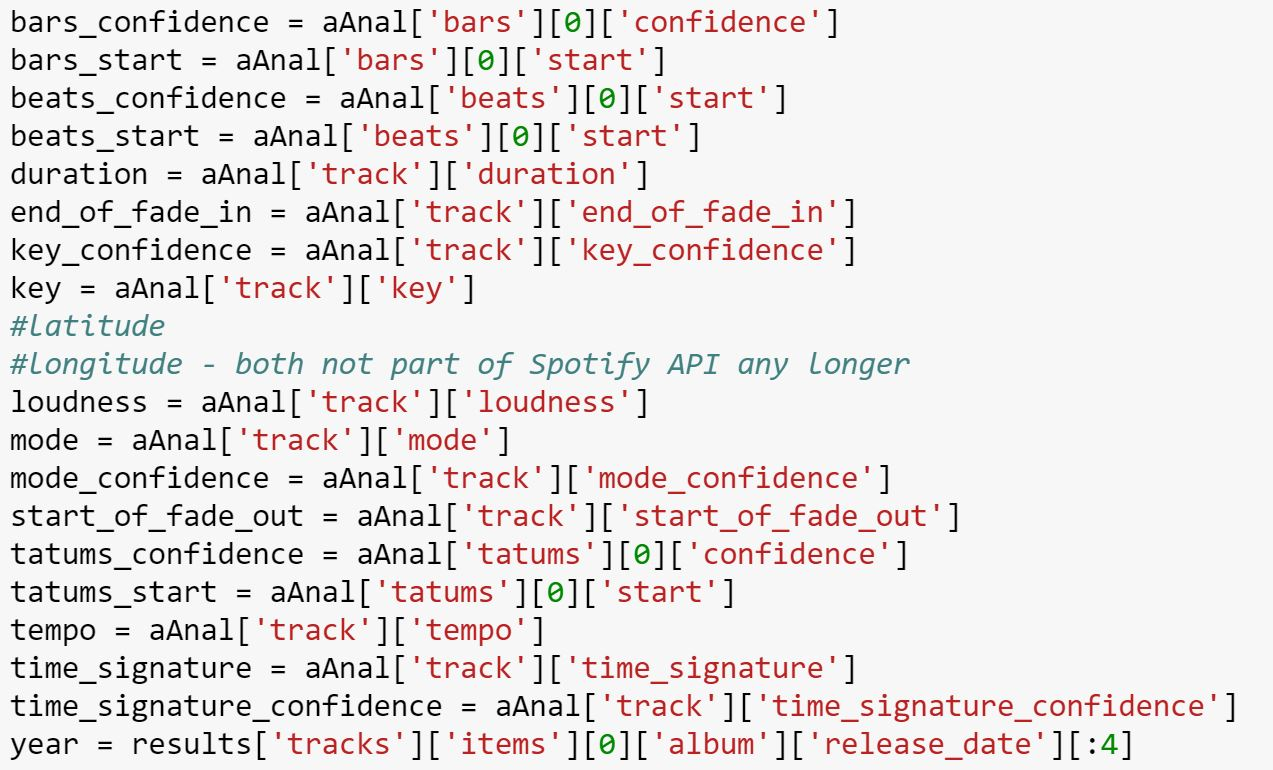 bars_confidence = aAnal['bars'][0]['confidence']
bars_start = aAnal['bars'][0]['start']
beats_confidence = aAnal['beats'][0]['start']
beats_start = aAnal['beats'][0]['start']
duration = aAnal['track']['duration']
end_of_fade_in = aAnal['track']['end_of_fade_in']
key_confidence = aAnal['track']['key_confidence']
key = aAnal['track']['key']
#latitude
#longitude - both not part of Spotify API any longer
loudness = aAnal['track']['loudness']
mode = aAnal['track']['mode']
mode_confidence = aAnal['track']['mode_confidence']
start_of_fade_out = aAnal['track']['start_of_fade_out']
tatums_confidence = aAnal['tatums'][0]['confidence']
tatums_start = aAnal['tatums'][0]['start']
tempo = aAnal['track']['tempo']
time_signature = aAnal['track']['time_signature']
time_signature_confidence = aAnal['track']['time_signature_confidence']
year = results['tracks']['items'][0]['album']['release_date'][:4]